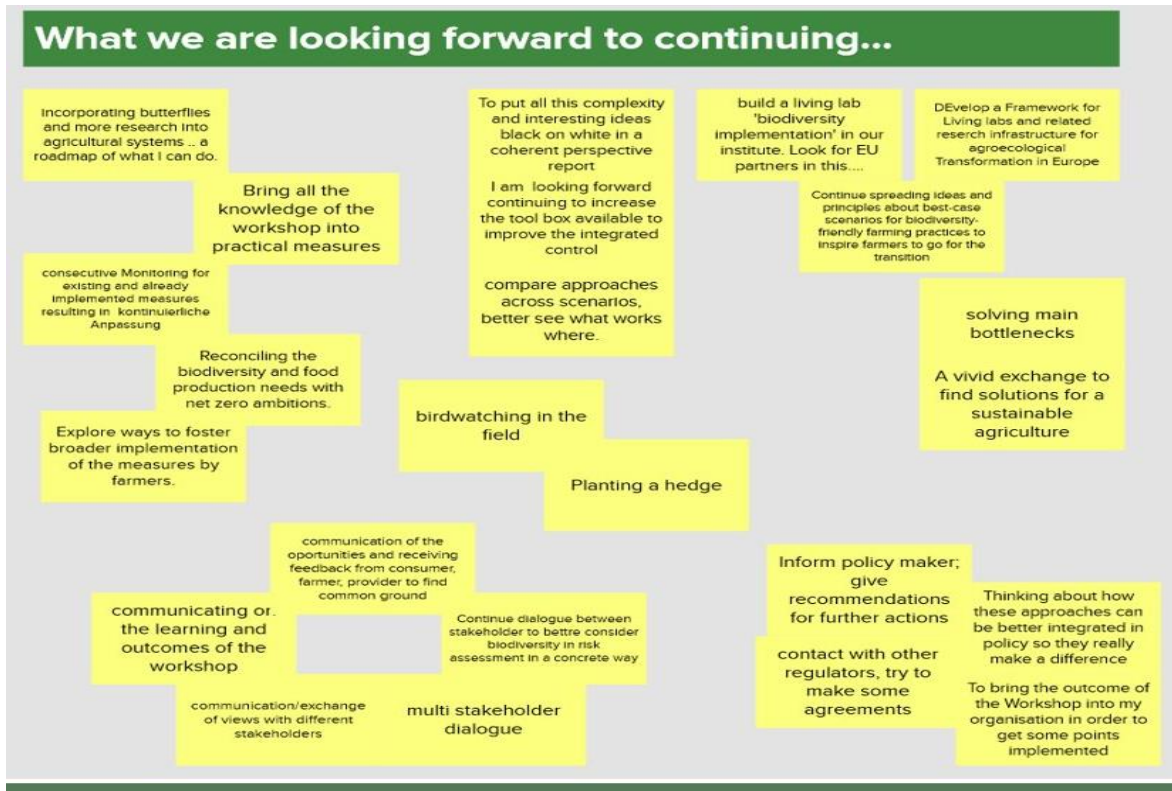 What we are looking forward to continuing...
Incorporating butterflies
and more research into
agricultural systems .. a
roadmap of what I can do.
Bring all the
knowledge of the
workshop into
practical measures
consecutive Monitoring for
existing and already
implemented measures
resulting in kontinuierliche
Anpassung
Reconciling the
biodiversity and food
production needs with
net zero ambitions.
Explore ways to foster
broader implementation
of the measures by
farmers.
To put all this complexity
and interesting ideas
black on white in a
coherent perspective
report
I am looking forward
continuing to increase
the tool box available to
improve the integrated
control
compare approaches
across scenarios,
better see what works
where.
build a living lab
'biodiversity
implementation' in our
institute. Look for EU
partners in this....
DEvelop a Framework for
Living labs and related
reserch infrastructure for
agroecological
Transformation in Europe
Continue spreading ideas and
principles about best-case
scenarios for biodiversity-
friendly farming practices to
inspire farmers to go for the
transition
solving main
bottlenecks
A vivid exchange to
find solutions for a
sustainable
agriculture
birdwatching in the
field
Planting a hedge
communication of the
oportunities and receiving
feedback from consumer,
farmer, provider to find
common ground
communicating or.
the learning and
outcomes of the
workshop
Continue dialogue between
stakeholder to bettre consider
biodiversity in risk
assessment in a concrete way
communication/exchange
of views with different
stakeholders
multi stakeholder
dialogue
Inform policy maker;
give
recommendations
for further actions
contact with other
regulators, try to
make some
agreements
Thinking about how
these approaches can
be better integrated in
policy so they really
make a difference
To bring the outcome of
the Workshop into my
organisation in order to
get some points
implemented